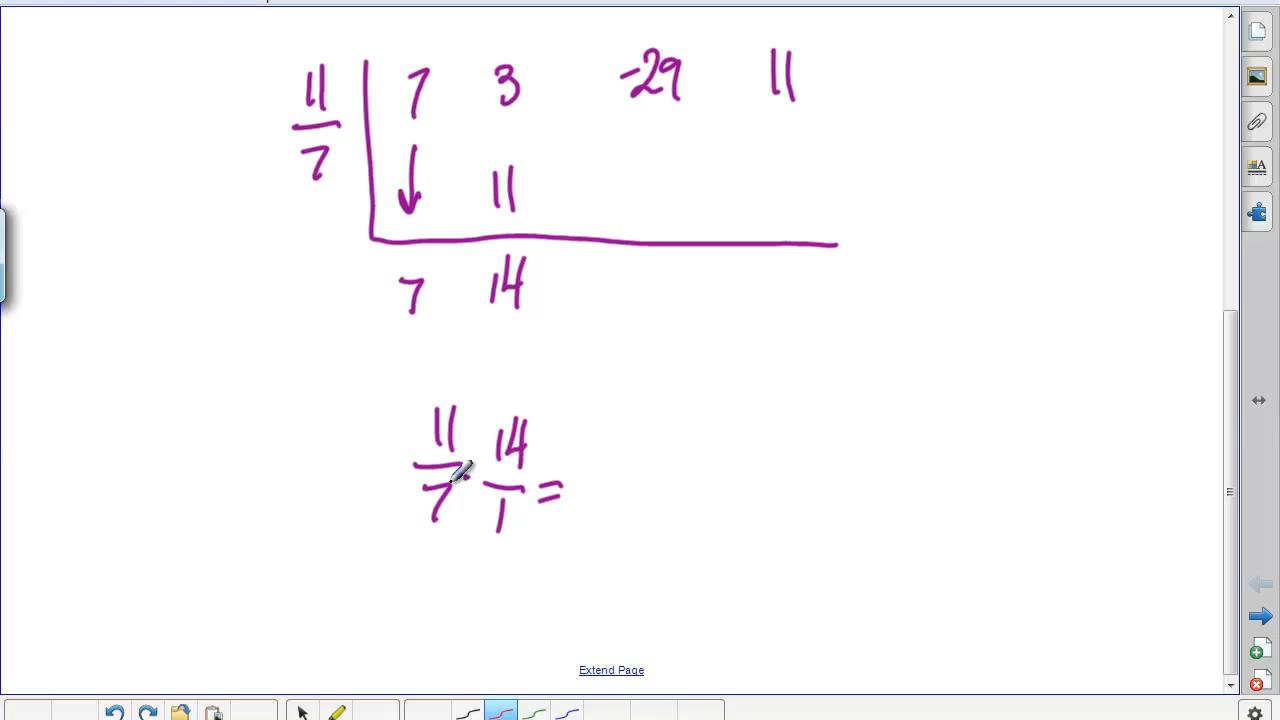 11/7 | 7 3 -29 11
↓ 11
7 14
11/7 · 14/1 =
Extend Page